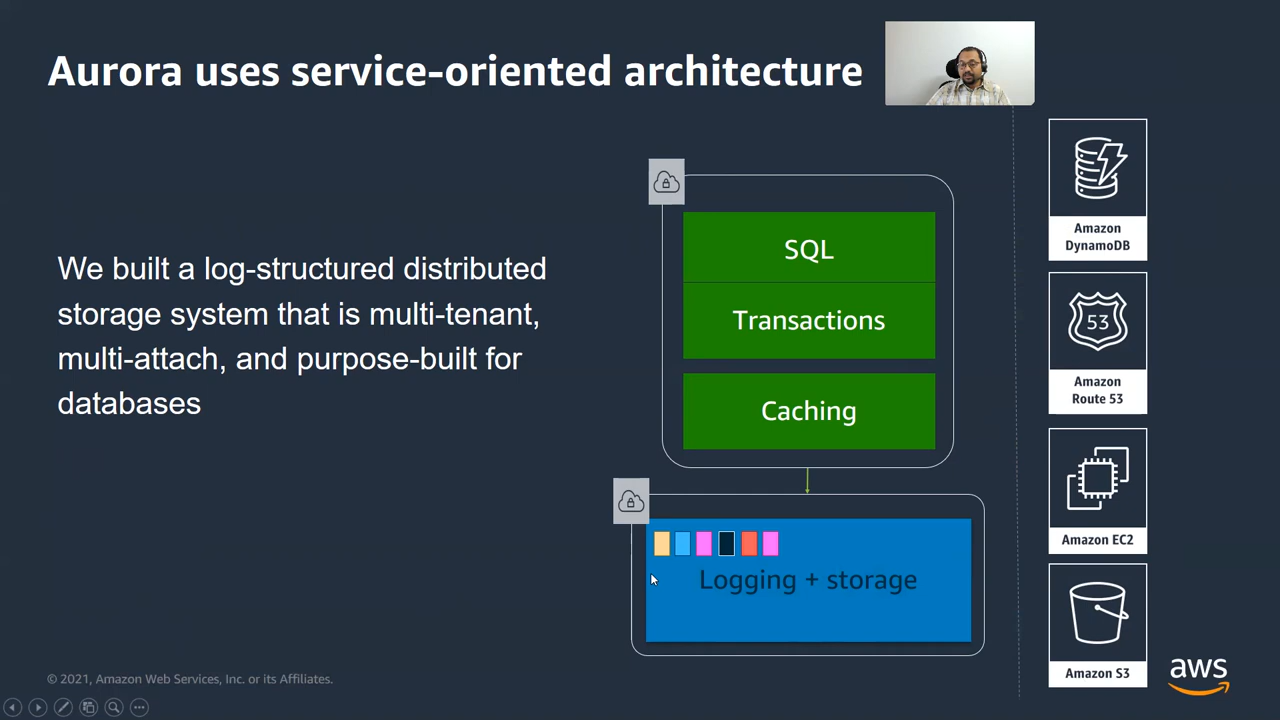 Aurora uses service-oriented architecture
We built a log-structured distributed
storage system that is multi-tenant,
multi-attach, and purpose-built for
databases
SQL
Transactions
Caching
Logging + storage
Amazon
DynamoDB
53
Amazon
Route 53
Amazon EC2
Amazon S3
© 2021, Amazon Web Services, Inc. or its Affiliates.
aws